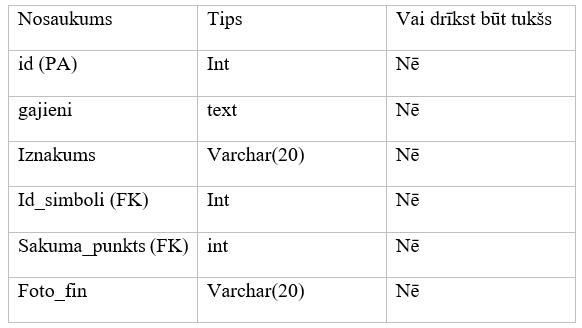 Nosaukums Tips Vai drīkst būt tukšs
id (PA) Int Nē
gajieni text Nē
Iznakums Varchar(20) Nē
Id_simboli (FK) Int Nē
Sakuma_punkts (FK) int Nē
Foto_fin Varchar(20) Nē